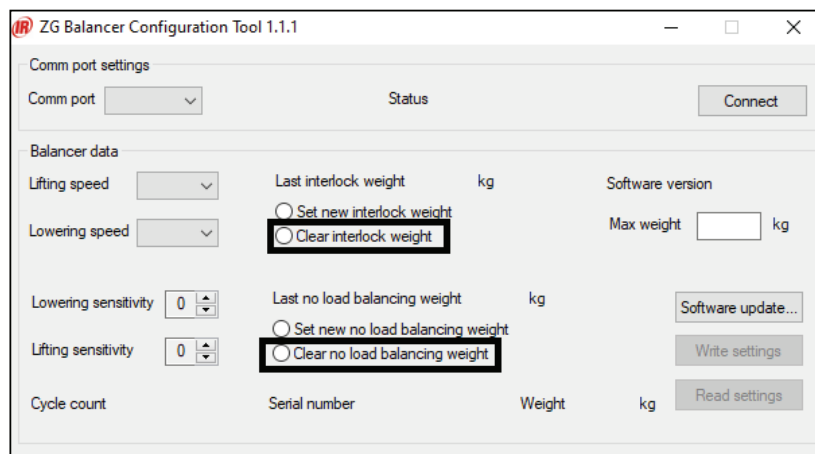 IR ZG Balancer Configuration Tool 1.1.1
Comm port settings
Comm port Status Connect
Balancer data
Lifting speed Last interlock weight kg Software version
Set new interlock weight
Lowering speed Clear interlock weight Max weight kg
Lowering sensitivity 0 Last no load balancing weight kg Software update...
Set new no load balancing weight
Lifting sensitivity 0 Clear no load balancing weight Write settings
Cycle count Serial number Weight kg Read settings